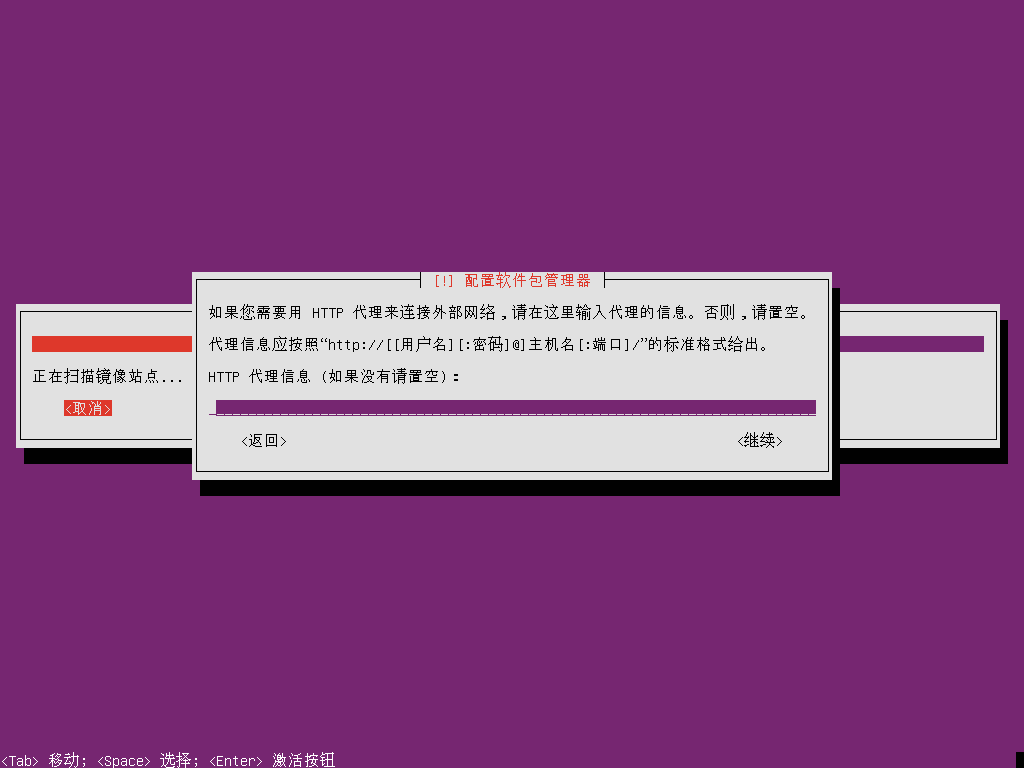 [!] 配置软件包管理器
如果您需要用 HTTP 代理来连接外部网络，请在这里输入代理的信息。否则，请置空。
代理信息应按照“http://[[用户名][:密码]@]主机名[:端口]/”的标准格式给出。
HTTP 代理信息 (如果没有请置空)：
<返回>
<继续>
正在扫描镜像站点...
<取消>
<Tab> 移动; <Space> 选择; <Enter> 激活按钮